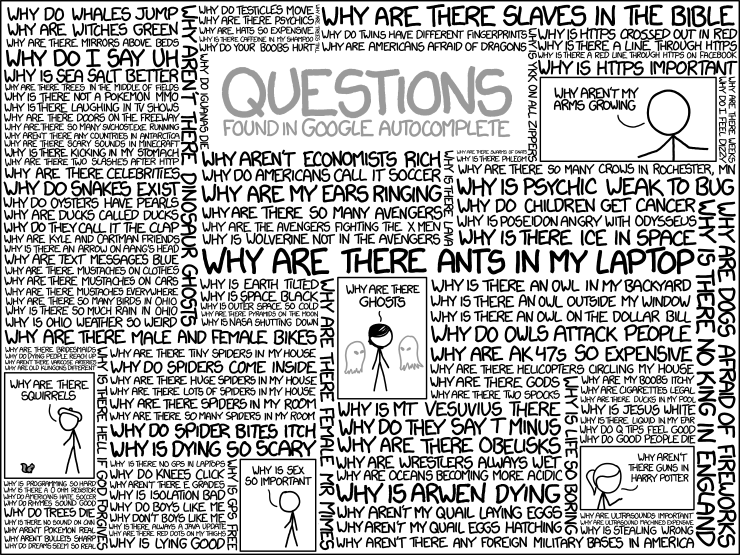 WHY DO WHALES JUMP
WHY ARE WITCHES GREEN
WHY ARE THERE MIRRORS ABOVE BEDS
WHY DO I SAY UH
WHY IS SEA SALT BETTER
WHY ARE THERE TREES IN THE MIDDLE OF FIELDS
WHY IS THERE NOT A POKEMON MMO
WHY IS THERE LAUGHING IN TV SHOWS
WHY ARE THERE DOORS ON THE FREEWAY
WHY ARE THERE SO MANY SVCHOST.EXE RUNNING
WHY AREN'T THERE ANY COUNTRIES IN ANTARCTICA
WHY ARE THERE SCARY SOUNDS IN MINECRAFT
WHY IS THERE KICKING IN MY STOMACH
WHY ARE THERE TWO SLASHES AFTER HTTP
WHY ARE THERE CELEBRITIES
WHY DO SNAKES EXIST
WHY DO OYSTERS HAVE PEARLS
WHY ARE DUCKS CALLED DUCKS
WHY DO THEY CALL IT THE CLAP
WHY ARE KYLE AND CARTMAN FRIENDS
WHY IS THERE AN ARROW ON AANG'S HEAD
WHY ARE TEXT MESSAGES BLUE
WHY ARE THERE MUSTACHES ON CLOTHES
WHY ARE THERE MUSTACHES ON CARS
WHY ARE THERE MUSTACHES EVERYWHERE
WHY ARE THERE SO MANY BIRDS IN OHIO
WHY IS THERE SO MUCH RAIN IN OHIO
WHY IS OHIO WEATHER SO WEIRD
WHY ARE THERE MALE AND FEMALE BIKES
WHY ARE THERE BRIDESMAIDS
WHY DO DYING PEOPLE REACH UP
WHY AREN'T THERE VARICOSE ARTERIES
WHY ARE OLD KLINGONS DIFFERENT
WHY ARE THERE SQUIRRELS
WHY IS PROGRAMMING SO HARD
WHY IS THERE A 0 OHM RESISTOR
WHY DO AMERICANS HATE SOCCER
WHY DO RHYMES SOUND GOOD
WHY DO TREES DIE
WHY IS THERE NO SOUND ON CNN
WHY AREN'T POKEMON REAL
WHY AREN'T BULLETS SHARP
WHY DO DREAMS SEEM SO REAL
WHY AREN'T THERE DINOSAUR GHOSTS
WHY DO TESTICLES MOVE
WHY ARE THERE PSYCHICS
WHY ARE HATS SO EXPENSIVE
WHY IS THERE CAFFEINE IN MY SHAMPOO
WHY DO YOUR BOOBS HURT
WHY DO IGUANAS DIE
WHY ARE THERE SLAVES IN THE BIBLE
WHY DO TWINS HAVE DIFFERENT FINGERPRINTS
WHY ARE AMERICANS AFRAID OF DRAGONS
WHY IS YKK ON ALL ZIPPERS
WHY IS HTTPS CROSSED OUT IN RED
WHY IS THERE A LINE THROUGH HTTPS
WHY IS THERE A RED LINE THROUGH HTTPS ON FACEBOOK
WHY IS HTTPS IMPORTANT
QUESTIONS
FOUND IN GOOGLE AUTOCOMPLETE
WHY AREN'T MY ARMS GROWING
WHY ARE THERE WEEKS
WHY DO I FEEL DIZZY
WHY AREN'T ECONOMISTS RICH
WHY DO AMERICANS CALL IT SOCCER
WHY ARE MY EARS RINGING
WHY ARE THERE SO MANY AVENGERS
WHY ARE THE AVENGERS FIGHTING THE X MEN
WHY IS WOLVERINE NOT IN THE AVENGERS
WHY IS THERE LAVA
WHY ARE THERE SWARMS OF GNATS
WHY IS THERE PHLEGM
WHY ARE THERE SO MANY CROWS IN ROCHESTER, MN
WHY IS PSYCHIC WEAK TO BUG
WHY DO CHILDREN GET CANCER
WHY IS POSEIDON ANGRY WITH ODYSSEUS
WHY IS THERE ICE IN SPACE
WHY ARE THERE ANTS IN MY LAPTOP
WHY IS EARTH TILTED
WHY IS SPACE BLACK
WHY IS OUTER SPACE SO COLD
WHY ARE THERE PYRAMIDS ON THE MOON
WHY IS NASA SHUTTING DOWN
WHY ARE THERE GHOSTS
WHY ARE THERE FEMALE MR MIMES
WHY IS THERE AN OWL IN MY BACKYARD
WHY IS THERE AN OWL OUTSIDE MY WINDOW
WHY IS THERE AN OWL ON THE DOLLAR BILL
WHY DO OWLS ATTACK PEOPLE
WHY ARE AK 47s SO EXPENSIVE
WHY ARE THERE HELICOPTERS CIRCLING MY HOUSE
WHY ARE THERE GODS
WHY ARE THERE TWO SPOCKS
WHY IS THERE HELL IF GOD FORGIVES
WHY ARE THERE TINY SPIDERS IN MY HOUSE
WHY DO SPIDERS COME INSIDE
WHY ARE THERE HUGE SPIDERS IN MY HOUSE
WHY ARE THERE LOTS OF SPIDERS IN MY HOUSE
WHY ARE THERE SPIDERS IN MY ROOM
WHY ARE THERE SO MANY SPIDERS IN MY ROOM
WHY DO SPIDER BITES ITCH
WHY IS DYING SO SCARY
WHY IS THERE NO GPS IN LAPTOPS
WHY DO KNEES CLICK
WHY AREN'T THERE E GRADES
WHY IS ISOLATION BAD
WHY DO BOYS LIKE ME
WHY DON'T BOYS LIKE ME
WHY IS THERE ALWAYS A JAVA UPDATE
WHY ARE THERE RED DOTS ON MY THIGHS
WHY IS LYING GOOD
WHY IS GPS FREE
WHY IS SEX SO IMPORTANT
WHY IS MT VESUVIUS THERE
WHY DO THEY SAY T MINUS
WHY ARE THERE OBELISKS
WHY ARE WRESTLERS ALWAYS WET
WHY ARE OCEANS BECOMING MORE ACIDIC
WHY IS ARWEN DYING
WHY AREN'T MY QUAIL LAYING EGGS
WHY AREN'T MY QUAIL EGGS HATCHING
WHY AREN'T THERE ANY FOREIGN MILITARY BASES IN AMERICA
WHY IS LIFE SO BORING
WHY ARE MY BOOBS ITCHY
WHY ARE CIGARETTES LEGAL
WHY ARE THERE DUCKS IN MY POOL
WHY IS JESUS WHITE
WHY IS THERE LIQUID IN MY EAR
WHY DO Q TIPS FEEL GOOD
WHY DO GOOD PEOPLE DIE
WHY AREN'T THERE GUNS IN HARRY POTTER
WHY ARE ULTRASOUNDS IMPORTANT
WHY ARE ULTRASOUND MACHINES EXPENSIVE
WHY IS STEALING WRONG
WHY IS THERE NO KING IN ENGLAND
WHY ARE DOGS AFRAID OF FIREWORKS